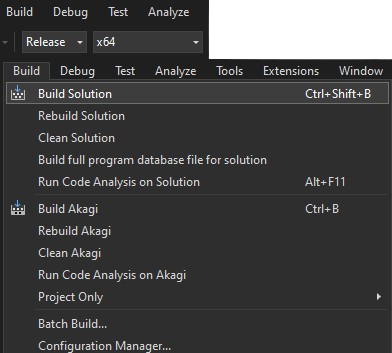 Build Debug Test Analyze
Release x64
Build Debug Test Analyze Tools Extensions Window
Build Solution Ctrl+Shift+B
Rebuild Solution
Clean Solution
Build full program database file for solution
Run Code Analysis on Solution Alt+F11
Build Akagi Ctrl+B
Rebuild Akagi
Clean Akagi
Run Code Analysis on Akagi
Project Only
Batch Build...
Configuration Manager...